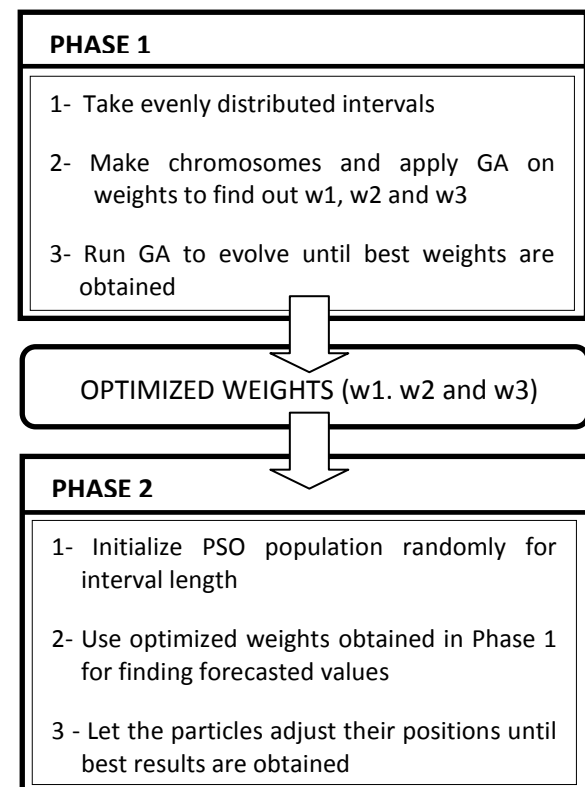 PHASE 1
1- Take evenly distributed intervals
2- Make chromosomes and apply GA on
weights to find out w1, w2 and w3
3- Run GA to evolve until best weights are
obtained
OPTIMIZED WEIGHTS (w1. w2 and w3)
PHASE 2
1- Initialize PSO population randomly for
interval length
2- Use optimized weights obtained in Phase 1
for finding forecasted values
3 - Let the particles adjust their positions until
best results are obtained